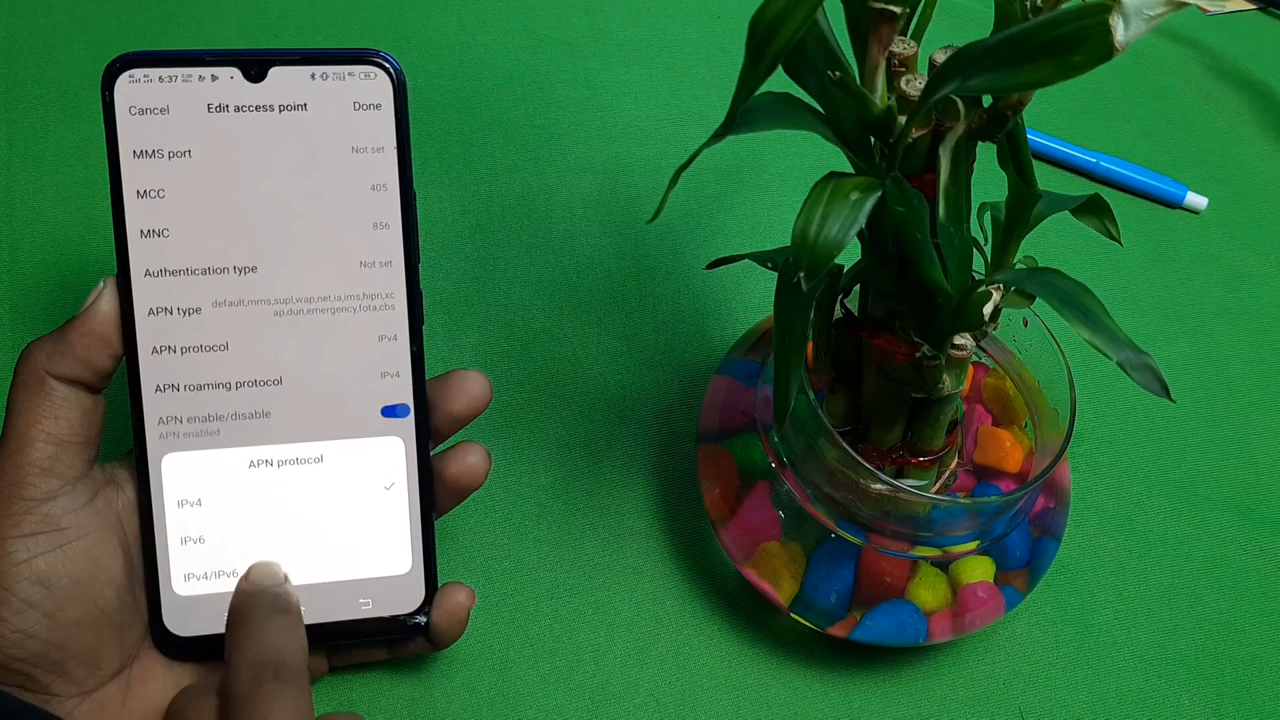 6:37
Cancel Edit access point Done
MMS port Not set
MCC 405
MNC 856
Authentication type Not set
APN type default,mms,supl,wap,net,ia,ims,hipri,xc
ap,dun,emergency,fota,cbs
APN protocol IPv4
APN roaming protocol IPv4
APN enable/disable
APN enabled
APN protocol
IPv4
IPv6
IPv4/IPv6